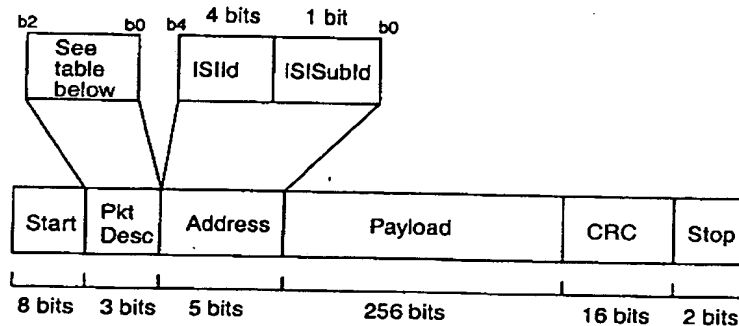 4 bits 1 bit
b2 b0 b4 b0
See
table
below
ISIId ISISubId
Start Pkt
Desc Address Payload CRC Stop
8 bits 3 bits 5 bits 256 bits 16 bits 2 bits